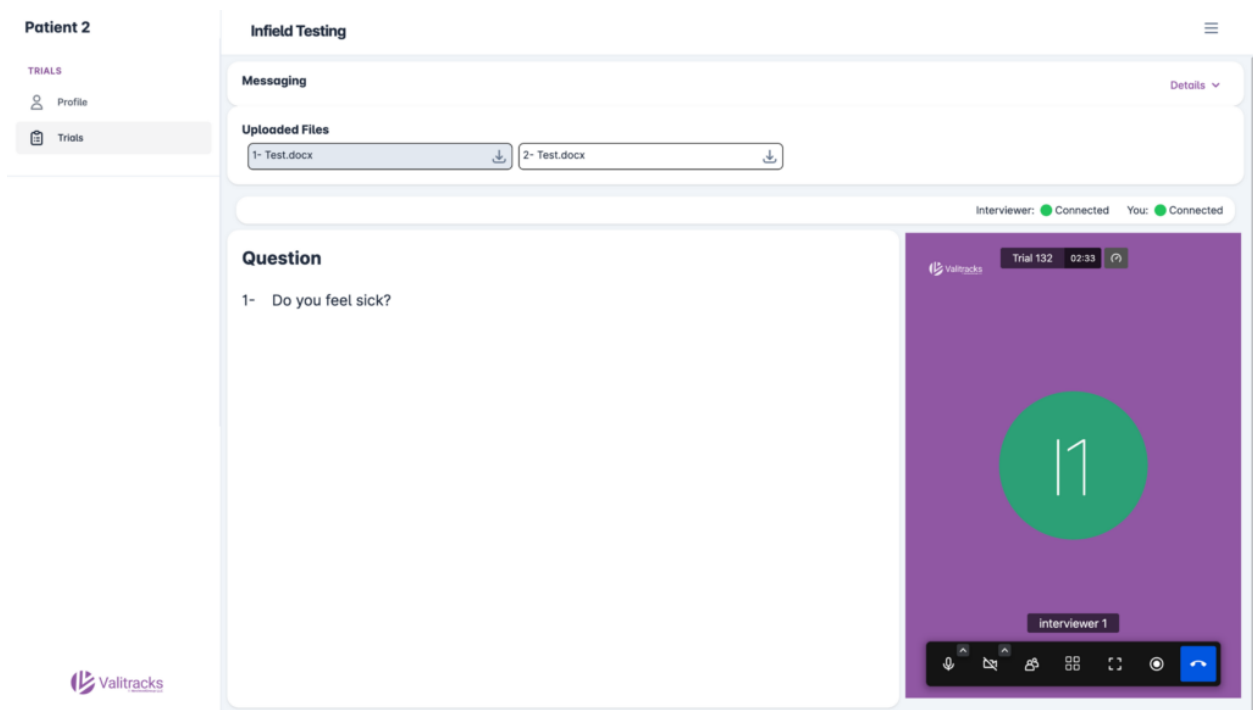 Patient 2
TRIALS
Profile
Trials
Valitracks
Infield Testing
Messaging
Details
Uploaded Files
1- Test.docx
2- Test.docx
Interviewer: Connected You: Connected
Question
1- Do you feel sick?
Valitracks
Trial 132 02:33
I1
interviewer 1